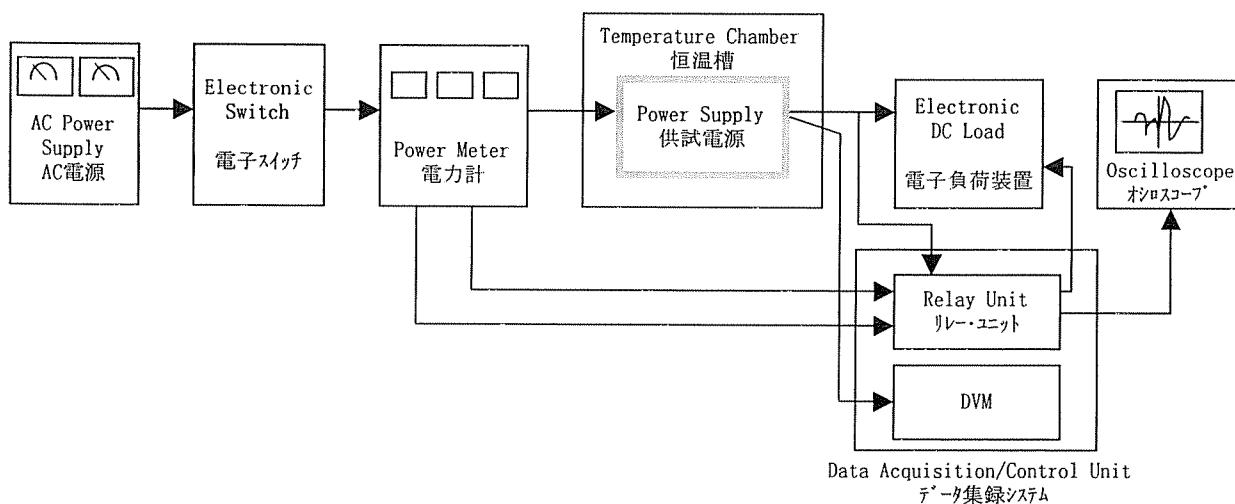 AC Power
Supply
AC電源
Electronic
Switch
電子ｽｲｯﾁ
Power Meter
電力計
Temperature Chamber
恒温槽
Power Supply
供試電源
Electronic
DC Load
電子負荷装置
Oscilloscope
ｵｼﾛｽｺｰﾌﾟ
Relay Unit
ﾘﾚｰ･ﾕﾆｯﾄ
DVM
Data Acquisition/Control Unit
ﾃﾞｰﾀ集録ｼｽﾃﾑ